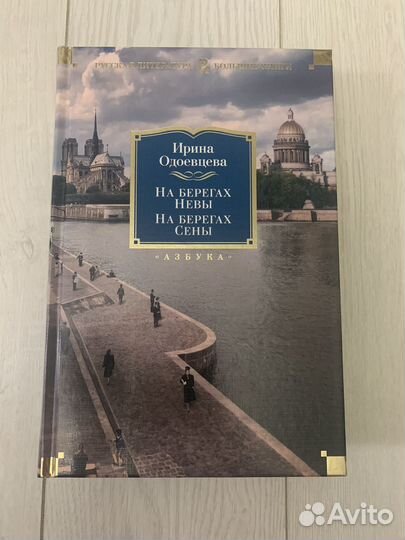 РУССКАЯ ЛИТЕРАТУРА БОЛЬШИЕ КНИГИ
Ирина
Одоевцева
На берегах
Невы
На берегах
Сены
«АЗБУКА»
Avito